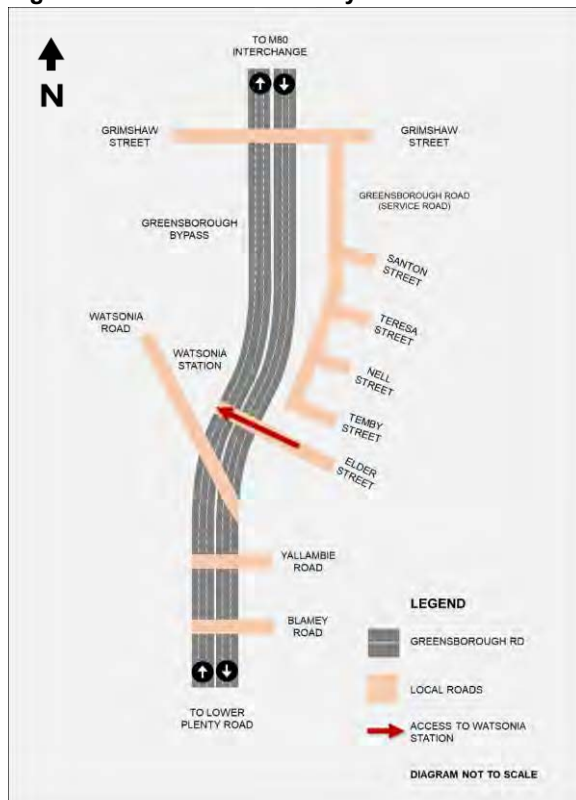 TO M80
INTERCHANGE
N
GRIMSHAW
STREET
GRIMSHAW
STREET
GREENSBOROUGH ROAD
(SERVICE ROAD)
GREENSBOROUGH
BYPASS
SANTON
STREET
WATSONIA
ROAD
TERESA
STREET
WATSONIA
STATION
NELL
STREET
TEMBY
STREET
ELDER
STREET
YALLAMBIE
ROAD
BLAMEY
ROAD
TO LOWER
PLENTY ROAD
LEGEND
GREENSBOROUGH RD
LOCAL ROADS
ACCESS TO WATSONIA
STATION
DIAGRAM NOT TO SCALE